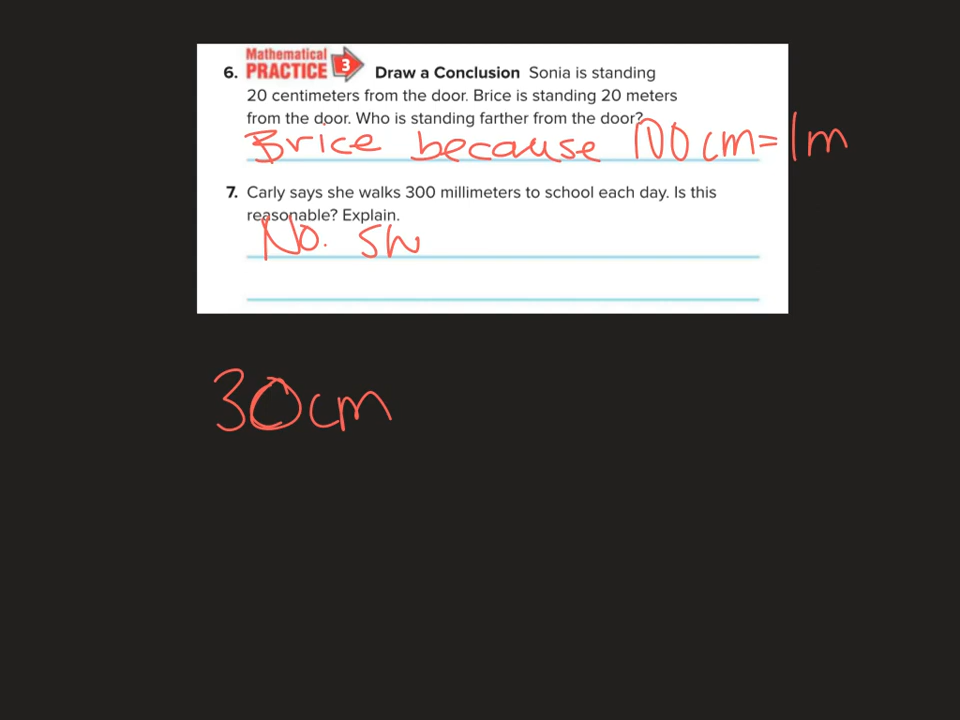 Mathematical
6. PRACTICE 3 Draw a Conclusion Sonia is standing
20 centimeters from the door. Brice is standing 20 meters
from the door. Who is standing farther from the door?
Brice because 100 cm = 1 m
7. Carly says she walks 300 millimeters to school each day. Is this
reasonable? Explain.
No. Sh
30cm